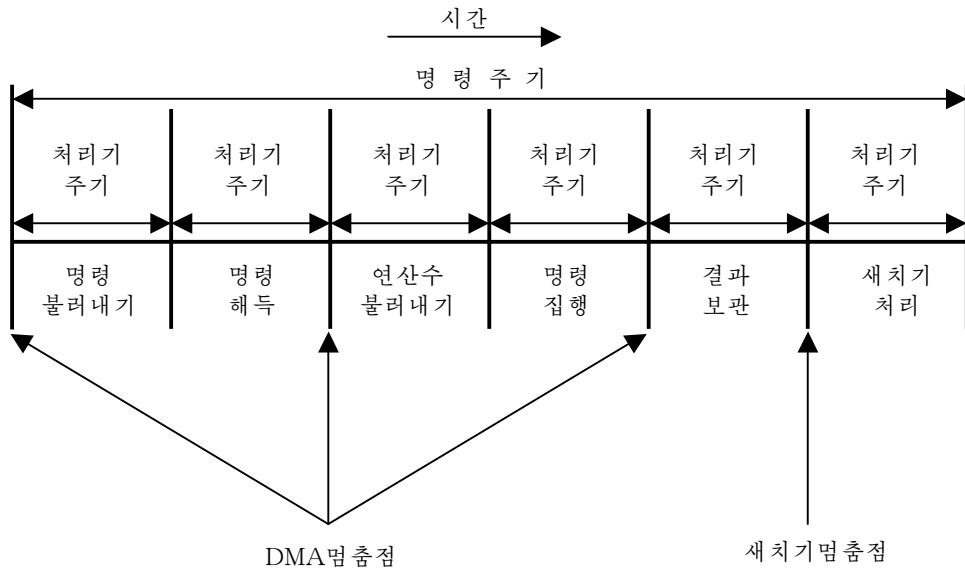 시간
명 령 주 기
처리기 처리기 처리기 처리기 처리기 처리기
주기 주기 주기 주기 주기 주기
명령 명령 연산수 명령 결과 새치기
불러내기 해득 불러내기 집행 보관 처리
DMA멈춤점 새치기멈춤점